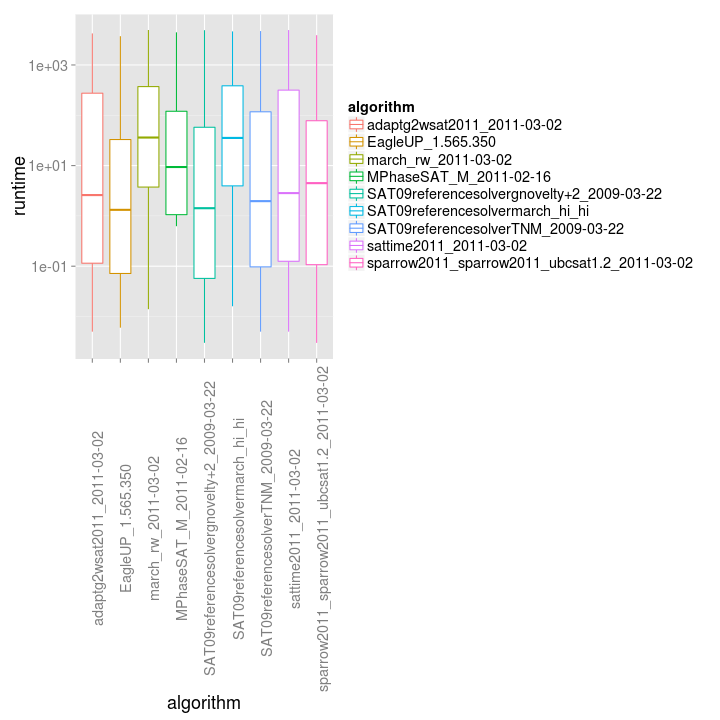 1e+03
1e+01
1e-01
runtime
algorithm
adaptg2wsat2011_2011-03-02
EagleUP_1.565.350
march_rw_2011-03-02
MPhaseSAT_M_2011-02-16
SAT09referencesolvergnovelty+2_2009-03-22
SAT09referencesolvermarch_hi_hi
SAT09referencesolverTNM_2009-03-22
sattime2011_2011-03-02
sparrow2011_sparrow2011_ubcsat1.2_2011-03-02
adaptg2wsat2011_2011-03-02
EagleUP_1.565.350
march_rw_2011-03-02
MPhaseSAT_M_2011-02-16
SAT09referencesolvergnovelty+2_2009-03-22
SAT09referencesolvermarch_hi_hi
SAT09referencesolverTNM_2009-03-22
sattime2011_2011-03-02
sparrow2011_sparrow2011_ubcsat1.2_2011-03-02
algorithm